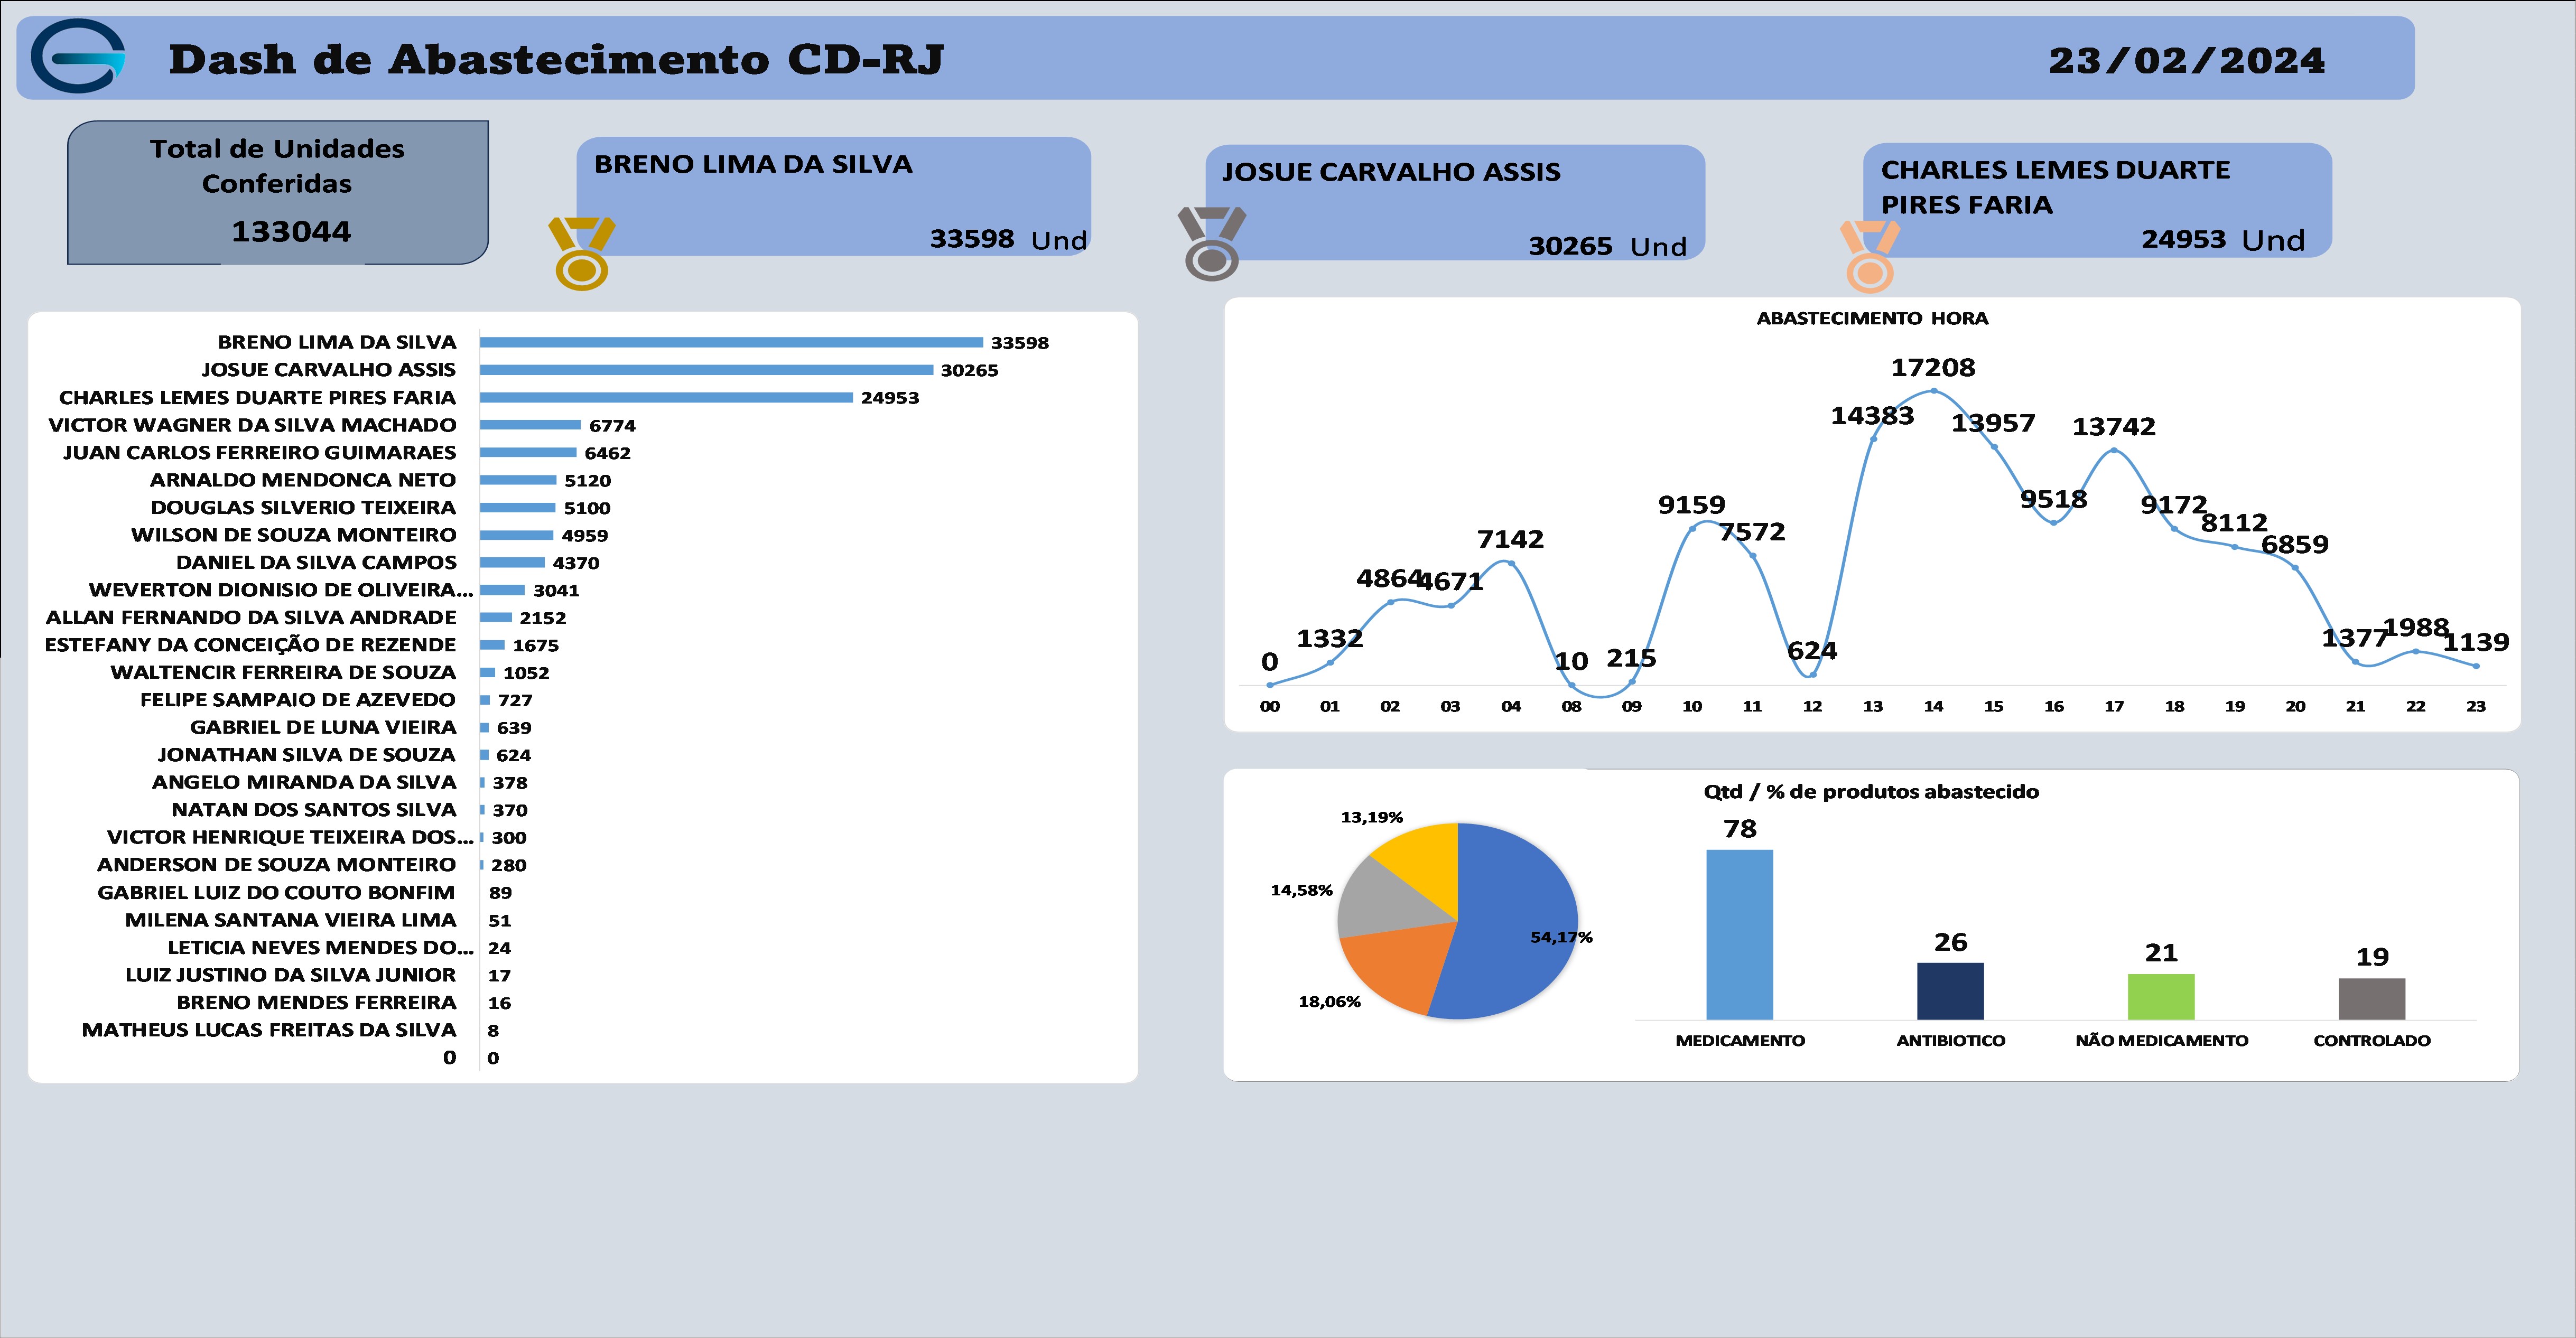 Dash de Abastecimento CD-RJ
23/02/2024
Total de Unidades
Conferidas
133044
BRENO LIMA DA SILVA
33598 Und
JOSUE CARVALHO ASSIS
30265 Und
CHARLES LEMES DUARTE
PIRES FARIA
24953 Und
BRENO LIMA DA SILVA 33598
JOSUE CARVALHO ASSIS 30265
CHARLES LEMES DUARTE PIRES FARIA 24953
VICTOR WAGNER DA SILVA MACHADO 6774
JUAN CARLOS FERREIRO GUIMARAES 6462
ARNALDO MENDONCA NETO 5120
DOUGLAS SILVERIO TEIXEIRA 5100
WILSON DE SOUZA MONTEIRO 4959
DANIEL DA SILVA CAMPOS 4370
WEVERTON DIONISIO DE OLIVEIRA... 3041
ALLAN FERNANDO DA SILVA ANDRADE 2152
ESTEFANY DA CONCEIÇÃO DE REZENDE 1675
WALTENCIR FERREIRA DE SOUZA 1052
FELIPE SAMPAIO DE AZEVEDO 727
GABRIEL DE LUNA VIEIRA 639
JONATHAN SILVA DE SOUZA 624
ANGELO MIRANDA DA SILVA 378
NATAN DOS SANTOS SILVA 370
VICTOR HENRIQUE TEIXEIRA DOS... 300
ANDERSON DE SOUZA MONTEIRO 280
GABRIEL LUIZ DO COUTO BONFIM 89
MILENA SANTANA VIEIRA LIMA 51
LETICIA NEVES MENDES DO... 24
LUIZ JUSTINO DA SILVA JUNIOR 17
BRENO MENDES FERREIRA 16
MATHEUS LUCAS FREITAS DA SILVA 8
0 0
ABASTECIMENTO HORA
0 1332 4864 4671 7142 10 215 9159 7572 624 14383 17208 13957 9518 13742 9172 8112 6859 1377 1988 1139
00 01 02 03 04 08 09 10 11 12 13 14 15 16 17 18 19 20 21 22 23
Qtd / % de produtos abastecido
13,19%
14,58%
54,17%
18,06%
78 26 21 19
MEDICAMENTO ANTIBIOTICO NÃO MEDICAMENTO CONTROLADO